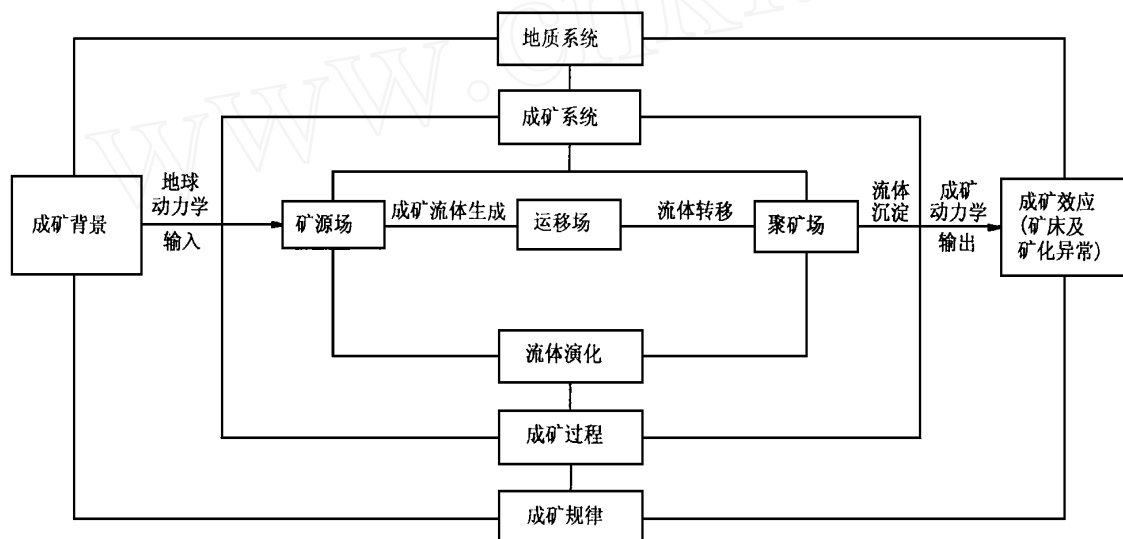 地质系统
成矿系统
成矿背景
地球
动力学
输入
矿源场
成矿流体生成
运移场
流体转移
聚矿场
流体
沉淀
成矿
动力学
输出
成矿效应
(矿床及
矿化异常)
流体演化
成矿过程
成矿规律